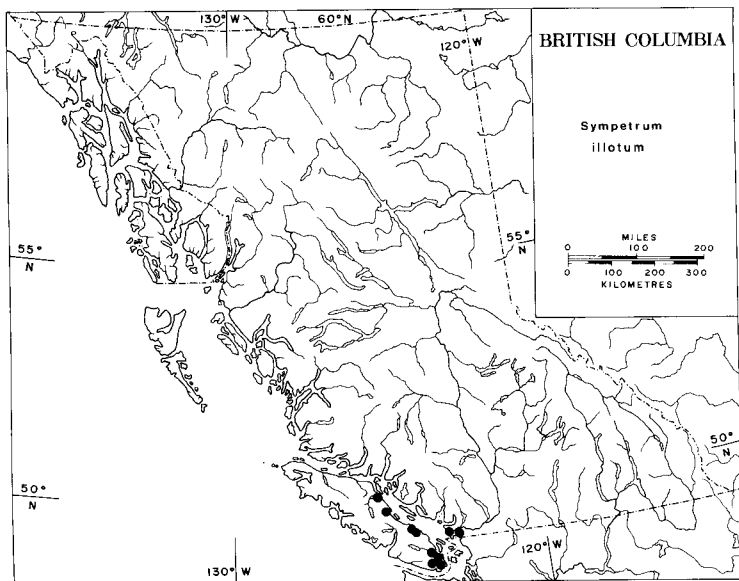 130° W
60° N
120° W
BRITISH COLUMBIA
Sympetrum
illotum
MILES
0 100 200
0 100 200 300
KILOMETRES
55°
N
55°
N
50°
N
50°
N
130° W
120° W